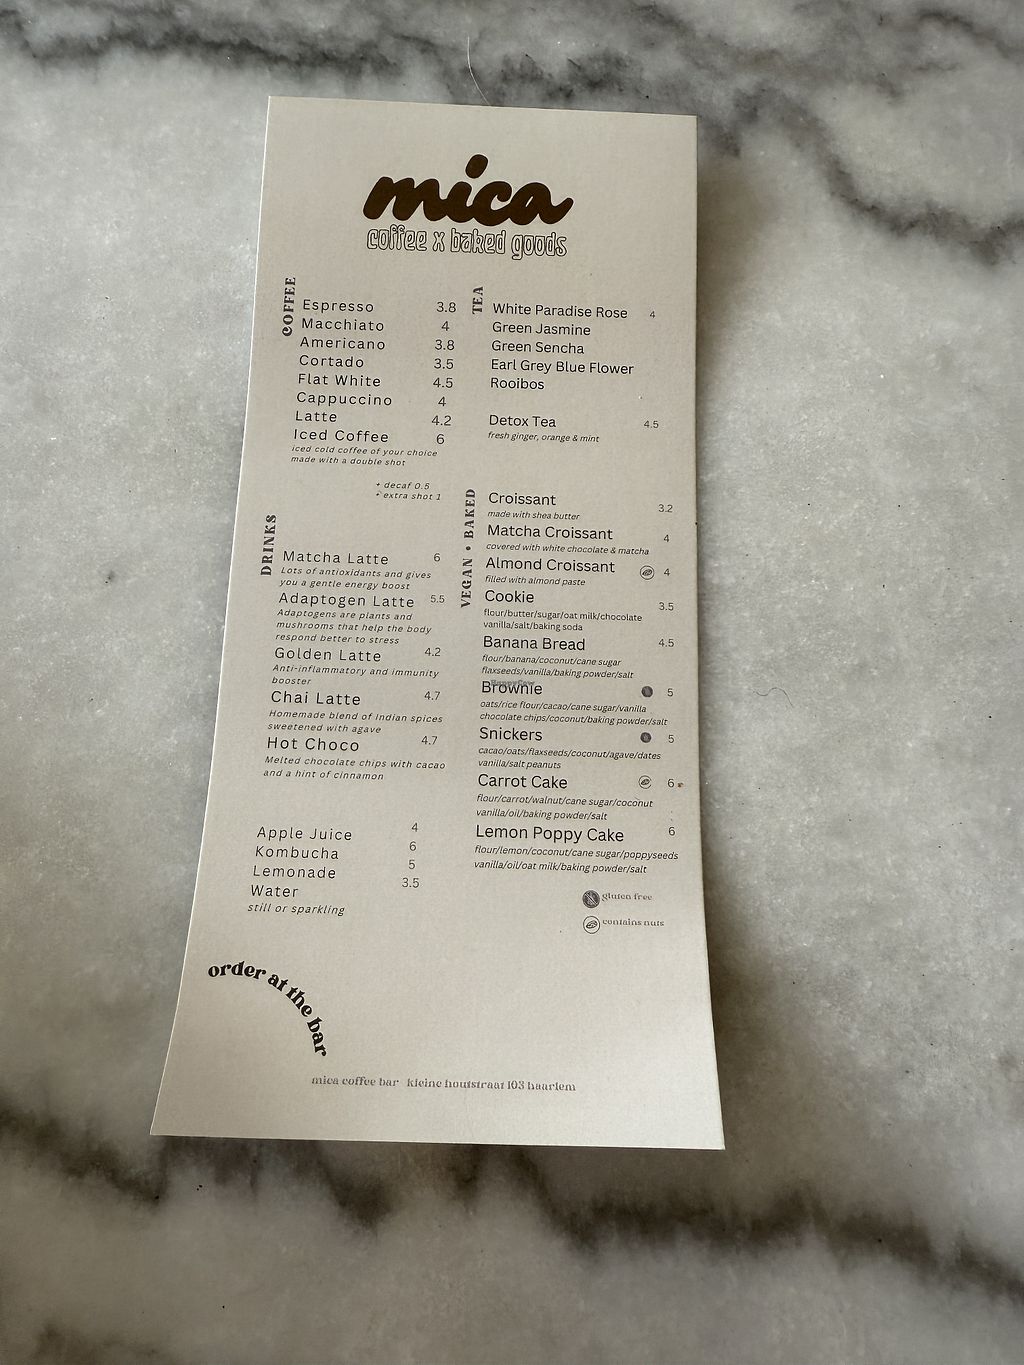 mica
coffee x baked goods
COFFEE
Espresso 3.8
Macchiato 4
Americano 3.8
Cortado 3.5
Flat White 4.5
Cappuccino 4
Latte 4.2
Iced Coffee 6
iced cold coffee of your choice
made with a double shot
+ decaf 0.5
+ extra shot 1
TEA
White Paradise Rose 4
Green Jasmine
Green Sencha
Earl Grey Blue Flower
Rooibos
Detox Tea 4.5
fresh ginger, orange & mint
DRINKS
Matcha Latte 6
Lots of antioxidants and gives
you a gentle energy boost
Adaptogen Latte 5.5
Adaptogens are plants and
mushrooms that help the body
respond better to stress
Golden Latte 4.2
Anti-inflammatory and immunity
booster
Chai Latte 4.7
Homemade blend of Indian spices
sweetened with agave
Hot Choco 4.7
Melted chocolate chips with cacao
and a hint of cinnamon
Apple Juice 4
Kombucha 6
Lemonade 5
Water 3.5
still or sparkling
VEGAN • BAKED
Croissant 3.2
made with shea butter
Matcha Croissant 4
covered with white chocolate & matcha
Almond Croissant 4
filled with almond paste
Cookie 3.5
flour/butter/sugar/oat milk/chocolate
vanilla/salt/baking soda
Banana Bread 4.5
flour/banana/coconut/cane sugar
flaxseeds/vanilla/baking powder/salt
HappyCow
Brownie 5
oats/rice flour/cacao/cane sugar/vanilla
chocolate chips/coconut/baking powder/salt
Snickers 5
cacao/oats/flaxseeds/coconut/agave/dates
vanilla/salt peanuts
Carrot Cake 6
flour/carrot/walnut/cane sugar/coconut
vanilla/oil/baking powder/salt
Lemon Poppy Cake 6
flour/lemon/coconut/cane sugar/poppyseeds
vanilla/oil/oat milk/baking powder/salt
gluten free
contains nuts
order at the bar
mica coffee bar kleine houtstraat 103 haarlem